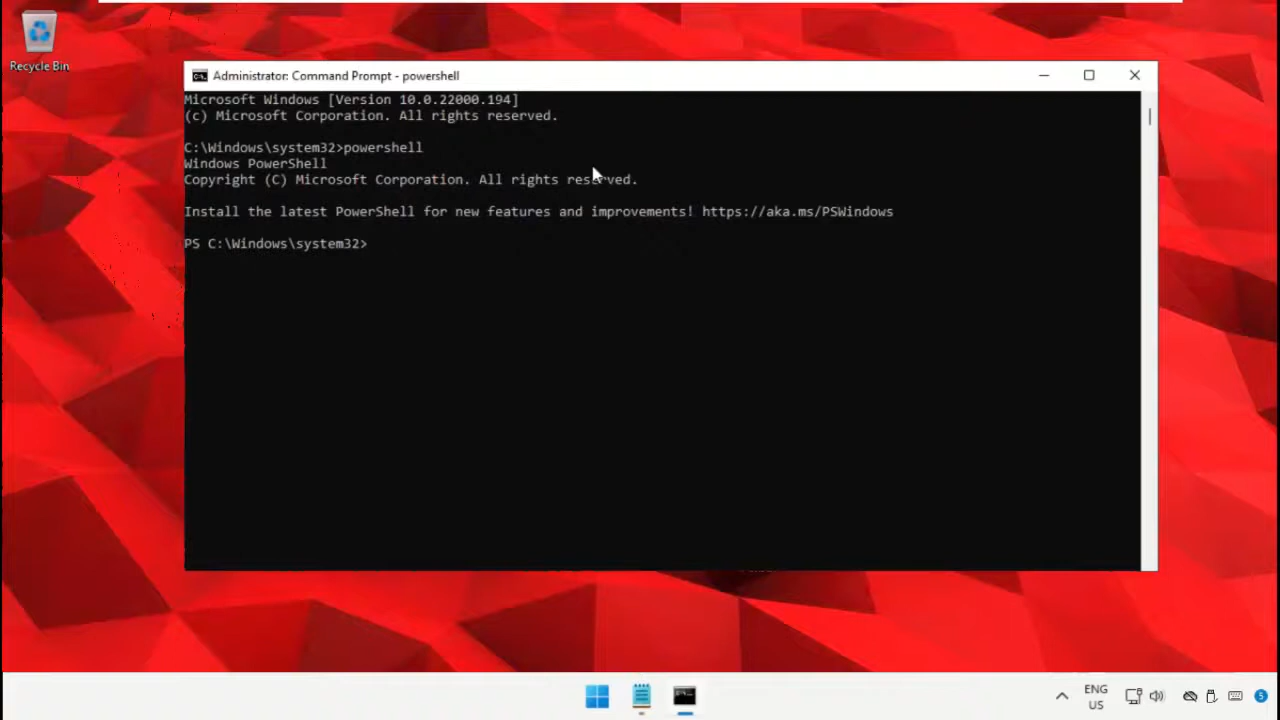 Recycle Bin
Administrator: Command Prompt - powershell
Microsoft Windows [Version 10.0.22000.194]
(c) Microsoft Corporation. All rights reserved.
C:\Windows\system32>powershell
Windows PowerShell
Copyright (C) Microsoft Corporation. All rights reserved.
Install the latest PowerShell for new features and improvements! https://aka.ms/PSWindows
PS C:\Windows\system32>
ENG
US
5